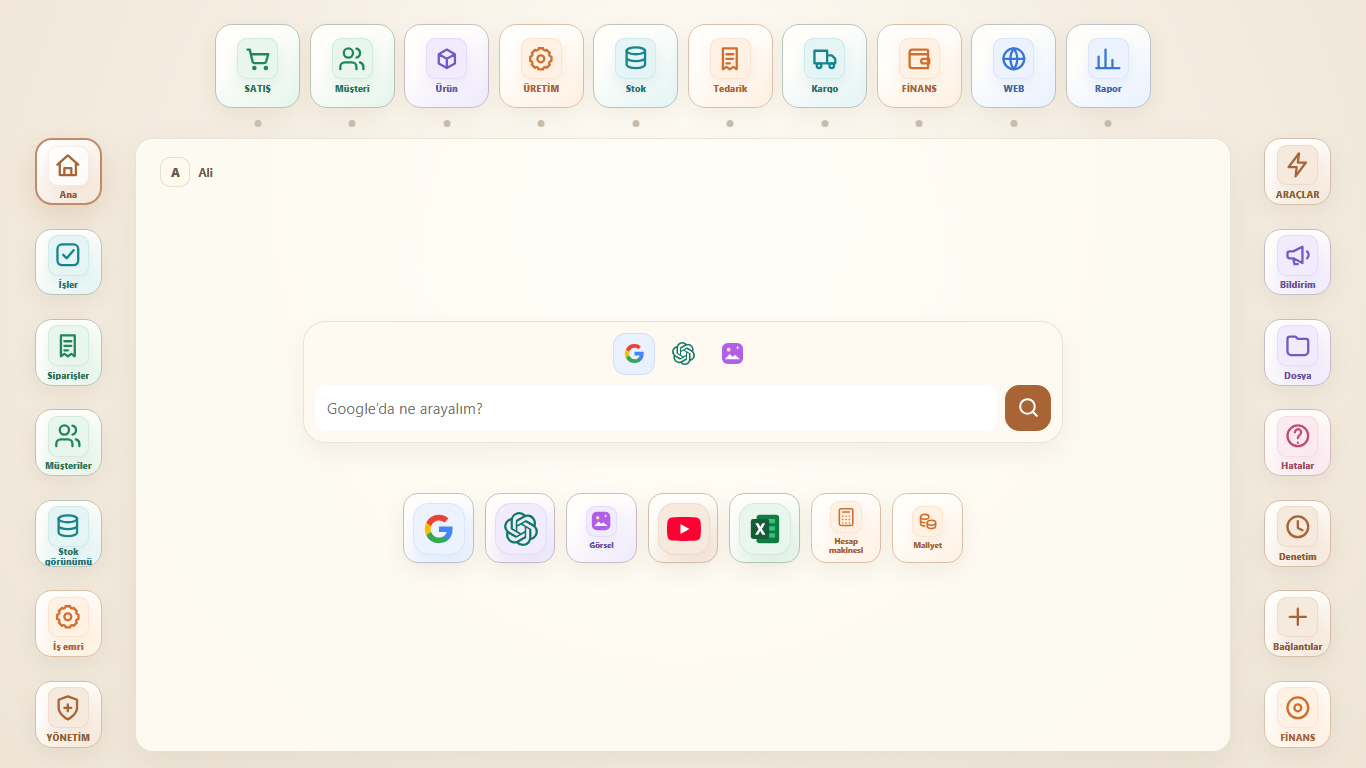 SATIŞ
Müşteri
Ürün
ÜRETİM
Stok
Tedarik
Kargo
FİNANS
WEB
Rapor
A Ali
Ana
İşler
Siparişler
Müşteriler
Stok
görünümü
İş emri
YÖNETİM
Google'da ne arayalım?
Görsel
Hesap
makinesi
Maliyet
ARAÇLAR
Bildirim
Dosya
Hatalar
Denetim
Bağlantılar
FİNANS